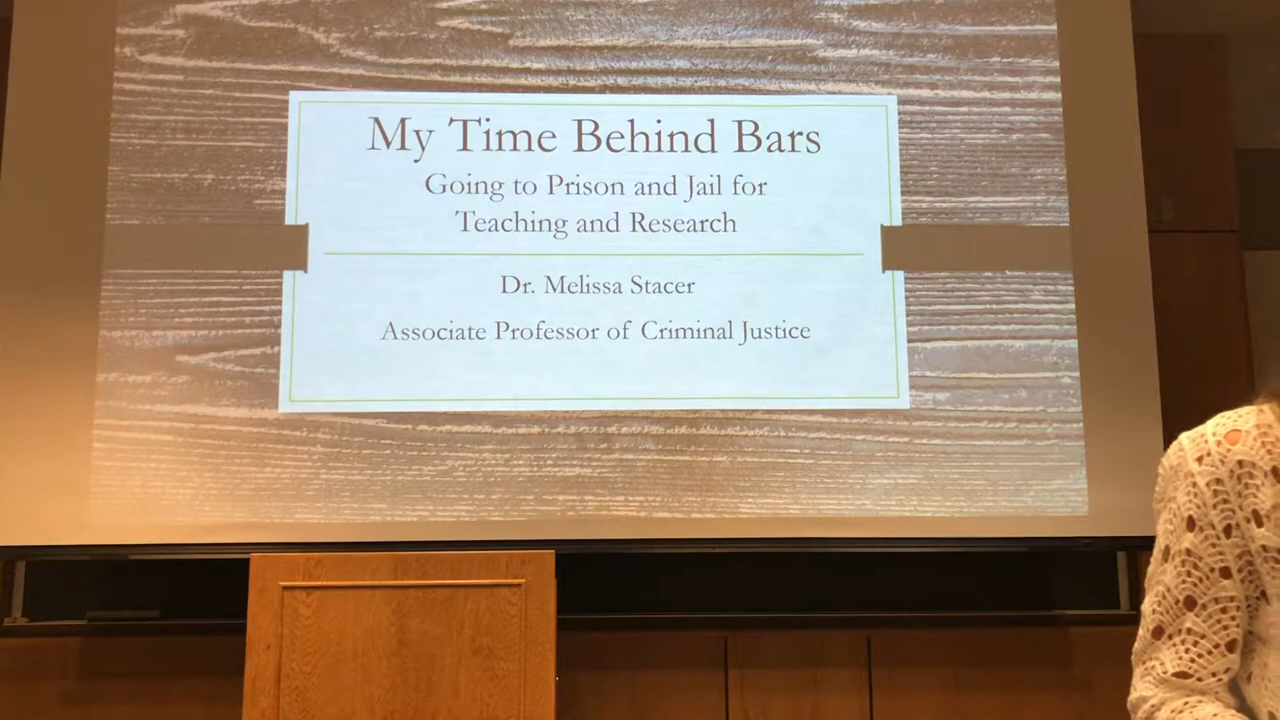 My Time Behind Bars
Going to Prison and Jail for
Teaching and Research
Dr. Melissa Stacer
Associate Professor of Criminal Justice